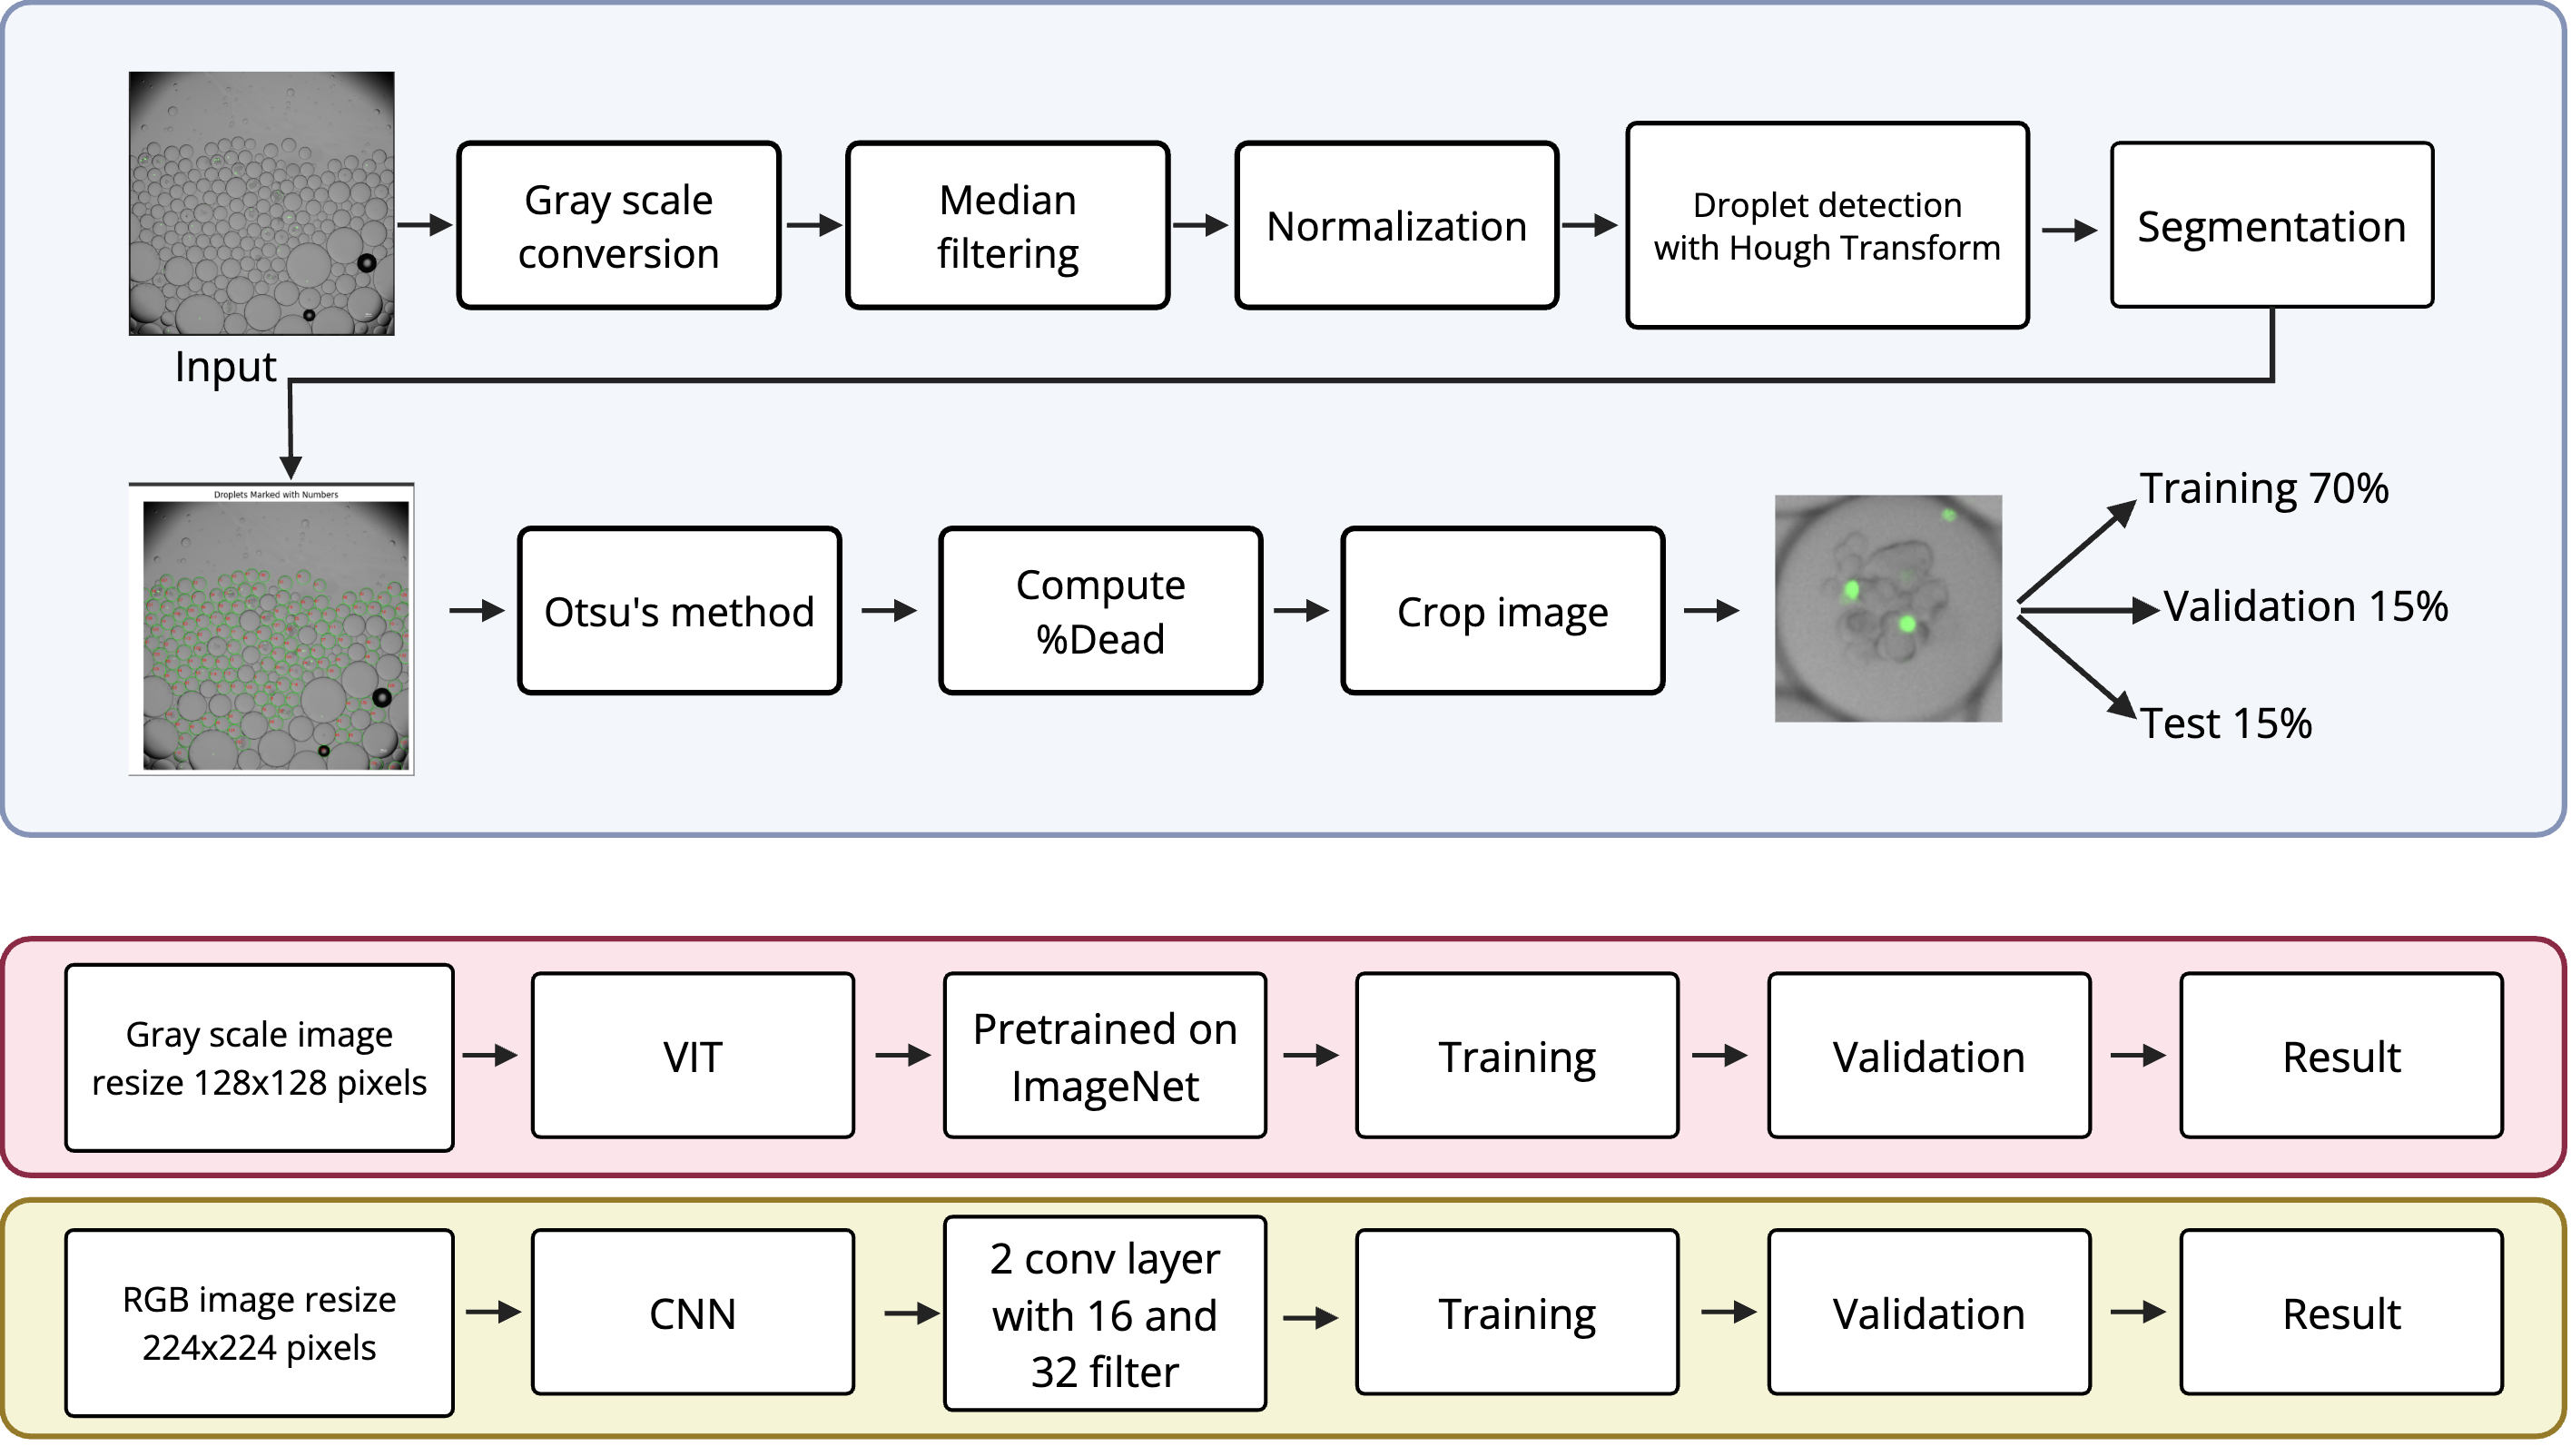 Gray scale
conversion
Median
filtering
Normalization
Droplet detection
with Hough Transform
Segmentation
Input
Droplets Marked with Numbers
Otsu's method
Compute
%Dead
Crop image
Training 70%
Validation 15%
Test 15%
Gray scale image
resize 128x128 pixels
VIT
Pretrained on
ImageNet
Training
Validation
Result
RGB image resize
224x224 pixels
CNN
2 conv layer
with 16 and
32 filter
Training
Validation
Result